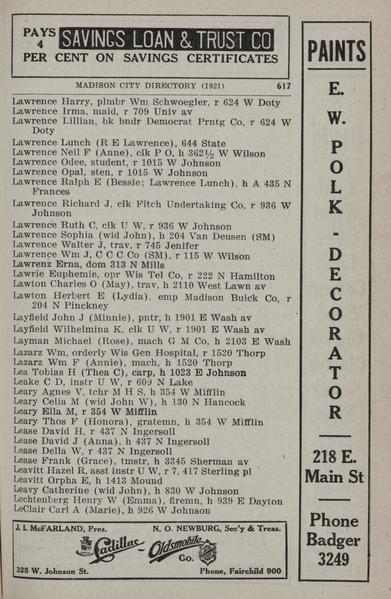 PAYS 4 SAVINGS LOAN & TRUST CO
PER CENT ON SAVINGS CERTIFICATES
MADISON CITY DIRECTORY (1921) 617
Lawrence Harry, plmbr Wm Schwoegler, r 624 W Doty
Lawrence Irma, maid, r 709 Univ av
Lawrence Lillian, bk bndr Democrat Prntg Co, r 624 W
Doty
Lawrence Lunch (R E Lawrence), 644 State
Lawrence Neil F (Anne), clk P O, h 362½ W Wilson
Lawrence Odee, student, r 1015 W Johnson
Lawrence Opal, sten, r 1015 W Johnson
Lawrence Ralph E (Bessie; Lawrence Lunch), h A 435 N
Frances
Lawrence Richard J, clk Fitch Undertaking Co, r 936 W
Johnson
Lawrence Ruth C, clk U W, r 936 W Johnson
Lawrence Sophia (wid John), h 204 Van Deusen (SM)
Lawrence Walter J, trav, r 745 Jenifer
Lawrence Wm J, C C C Co (SM), r 115 W Wilson
Lawrenz Erna, dom 313 N Mills
Lawrie Euphemie, opr Wis Tel Co, r 222 N Hamilton
Lawton Charles O (May), trav, h 2110 West Lawn av
Lawton Herbert E (Lydia), emp Madison Buick Co, r
204 N Pinckney
Layfield John J (Minnie), pntr, h 1901 E Wash av
Layfield Wilhelmina K, clk U W, r 1901 E Wash av
Layman Michael (Rose), mach G M Co, h 2103 E Wash
Lazarz Wm, orderly Wis Gen Hospital, r 1520 Thorp
Lazarz Wm F (Annie), mach, h 1520 Thorp
Lea Tobias H (Thea C), carp, h 1023 E Johnson
Leake C D, instr U W, r 609 N Lake
Leary Agnes V, tchr M H S, h 354 W Mifflin
Leary Celia M (wid John W), h 130 N Hancock
Leary Ella M, r 354 W Mifflin
Leary Thos F (Honora), gratemn, h 354 W Mifflin
Lease David H, r 437 N Ingersoll
Lease David J (Anna), h 437 N Ingersoll
Lease Della W, r 437 N Ingersoll
Lease Frank (Grace), tmstr, h 3345 Sherman av
Leavitt Hazel R, asst instr U W, r 7, 417 Sterling pl
Leavitt Orpha E, h 1413 Mound
Leavy Catherine (wid John), h 830 W Johnson
Lechtenberg Henry W (Emma), firemn, h 939 E Dayton
LeClair Carl A (Marie), h 926 W Johnson
J. I. McFARLAND, Pres. N. O. NEWBURG, Sec'y & Treas.
Cadillac - Oldsmobile
Co.
325 W. Johnson St. Phone, Fairchild 900
PAINTS
E. W. POLK - DECORATOR
218 E.
Main St
Phone
Badger
3249